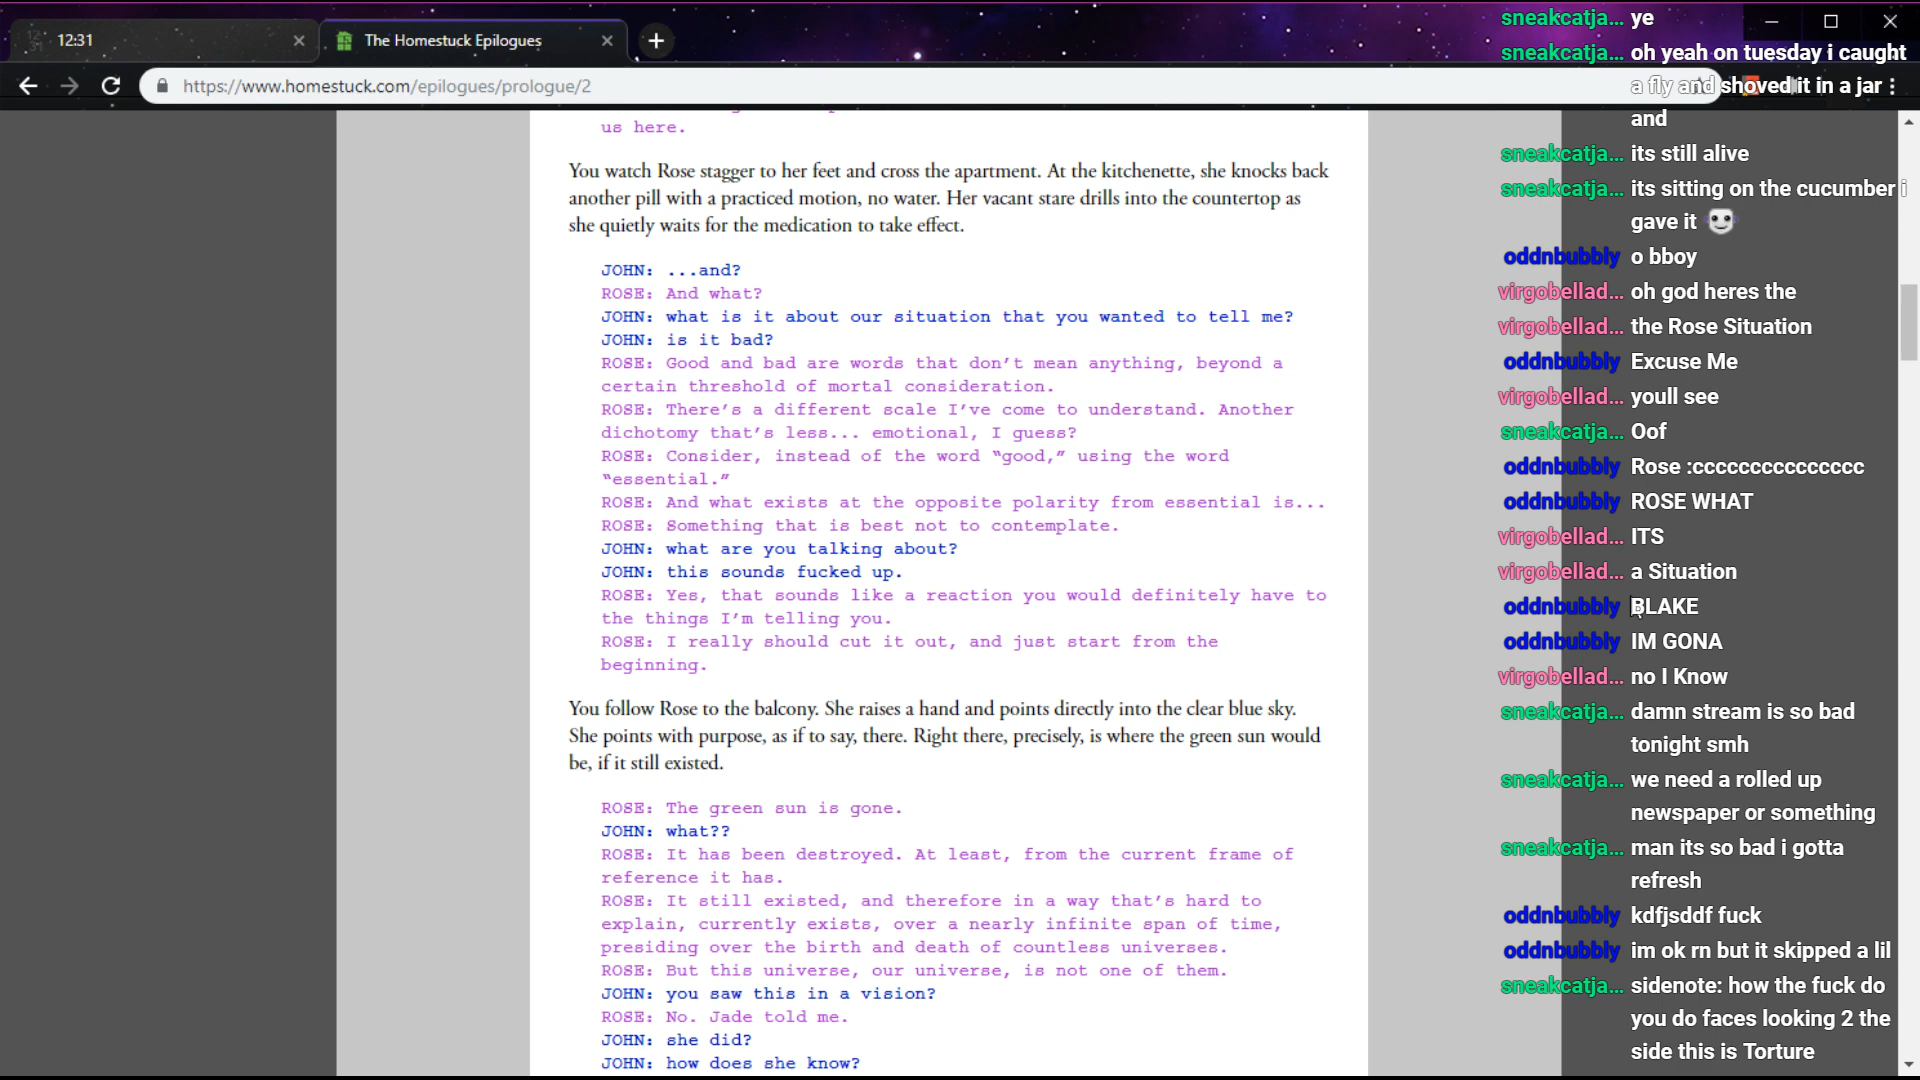 12:31
The Homestuck Epilogues
https://www.homestuck.com/epilogues/prologue/2
us here.
You watch Rose stagger to her feet and cross the apartment. At the kitchenette, she knocks back
another pill with a practiced motion, no water. Her vacant stare drills into the countertop as
she quietly waits for the medication to take effect.
JOHN: ...and?
ROSE: And what?
JOHN: what is it about our situation that you wanted to tell me?
JOHN: is it bad?
ROSE: Good and bad are words that don’t mean anything, beyond a
certain threshold of mortal consideration.
ROSE: There’s a different scale I’ve come to understand. Another
dichotomy that’s less... emotional, I guess?
ROSE: Consider, instead of the word “good,” using the word
“essential.”
ROSE: And what exists at the opposite polarity from essential is...
ROSE: Something that is best not to contemplate.
JOHN: what are you talking about?
JOHN: this sounds fucked up.
ROSE: Yes, that sounds like a reaction you would definitely have to
the things I’m telling you.
ROSE: I really should cut it out, and just start from the
beginning.
You follow Rose to the balcony. She raises a hand and points directly into the clear blue sky.
She points with purpose, as if to say, there. Right there, precisely, is where the green sun would
be, if it still existed.
ROSE: The green sun is gone.
JOHN: what??
ROSE: It has been destroyed. At least, from the current frame of
reference it has.
ROSE: It still existed, and therefore in a way that’s hard to
explain, currently exists, over a nearly infinite span of time,
presiding over the birth and death of countless universes.
ROSE: But this universe, our universe, is not one of them.
JOHN: you saw this in a vision?
ROSE: No. Jade told me.
JOHN: she did?
JOHN: how does she know?
sneakcatja... ye
sneakcatja... oh yeah on tuesday i caught
a fly and shoved it in a jar
and
sneakcatja... its still alive
sneakcatja... its sitting on the cucumber i
gave it
oddnbubbly o bboy
virgobellad... oh god heres the
virgobellad... the Rose Situation
oddnbubbly Excuse Me
virgobellad... youll see
sneakcatja... Oof
oddnbubbly Rose :ccccccccccccccc
oddnbubbly ROSE WHAT
virgobellad... ITS
virgobellad... a Situation
oddnbubbly BLAKE
oddnbubbly IM GONA
virgobellad... no I Know
sneakcatja... damn stream is so bad
tonight smh
sneakcatja... we need a rolled up
newspaper or something
sneakcatja... man its so bad i gotta
refresh
oddnbubbly kdfjsddf fuck
oddnbubbly im ok rn but it skipped a lil
sneakcatja... sidenote: how the fuck do
you do faces looking 2 the
side this is Torture